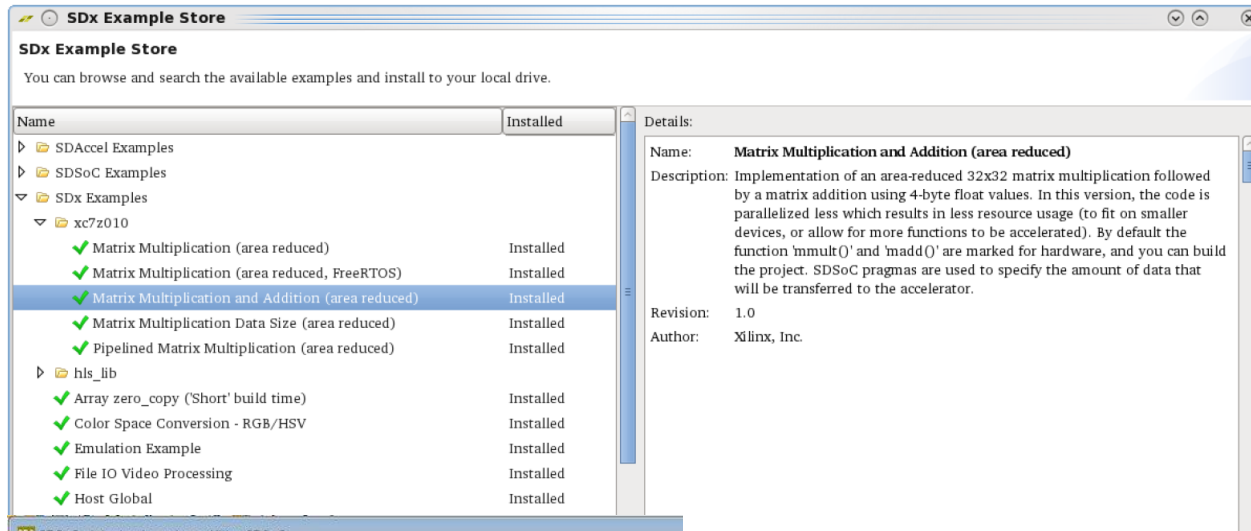 SDx Example Store
SDx Example Store
You can browse and search the available examples and install to your local drive.
Name Installed
SDAccel Examples
SDSoC Examples
SDx Examples
xc7z010
Matrix Multiplication (area reduced) Installed
Matrix Multiplication (area reduced, FreeRTOS) Installed
Matrix Multiplication and Addition (area reduced) Installed
Matrix Multiplication Data Size (area reduced) Installed
Pipelined Matrix Multiplication (area reduced) Installed
hls_lib
Array zero_copy ('Short' build time) Installed
Color Space Conversion - RGB/HSV Installed
Emulation Example Installed
File IO Video Processing Installed
Host Global Installed
Details:
Name: Matrix Multiplication and Addition (area reduced)
Description: Implementation of an area-reduced 32x32 matrix multiplication followed
by a matrix addition using 4-byte float values. In this version, the code is
parallelized less which results in less resource usage (to fit on smaller
devices, or allow for more functions to be accelerated). By default the
function 'mmult()' and 'madd()' are marked for hardware, and you can build
the project. SDSoC pragmas are used to specify the amount of data that
will be transferred to the accelerator.
Revision: 1.0
Author: Xilinx, Inc.